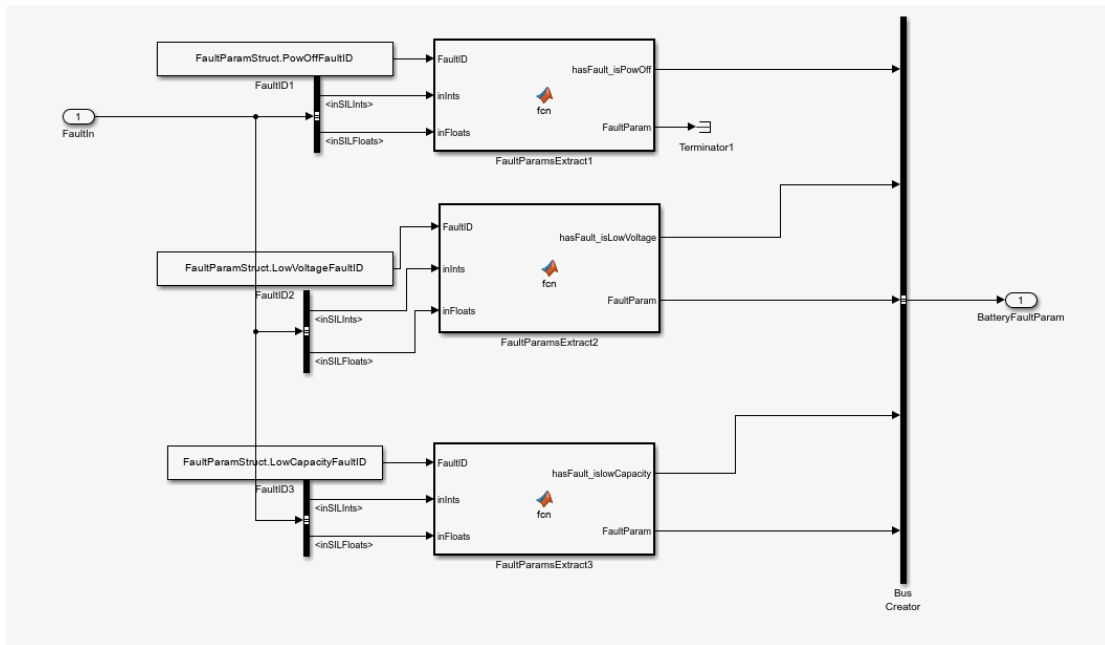 FaultParamStruct.PowOffFaultID
FaultID1
1
FaultIn
<inSILInts>
<inSILFloats>
FaultID
inInts
inFloats
fcn
hasFault_isPowOff
FaultParam
FaultParamsExtract1
Terminator1
FaultParamStruct.LowVoltageFaultID
FaultID2
<inSILInts>
<inSILFloats>
FaultID
inInts
inFloats
fcn
hasFault_isLowVoltage
FaultParam
FaultParamsExtract2
FaultParamStruct.LowCapacityFaultID
FaultID3
<inSILInts>
<inSILFloats>
FaultID
inInts
inFloats
fcn
hasFault_islowCapacity
FaultParam
FaultParamsExtract3
1
BatteryFaultParam
Bus
Creator